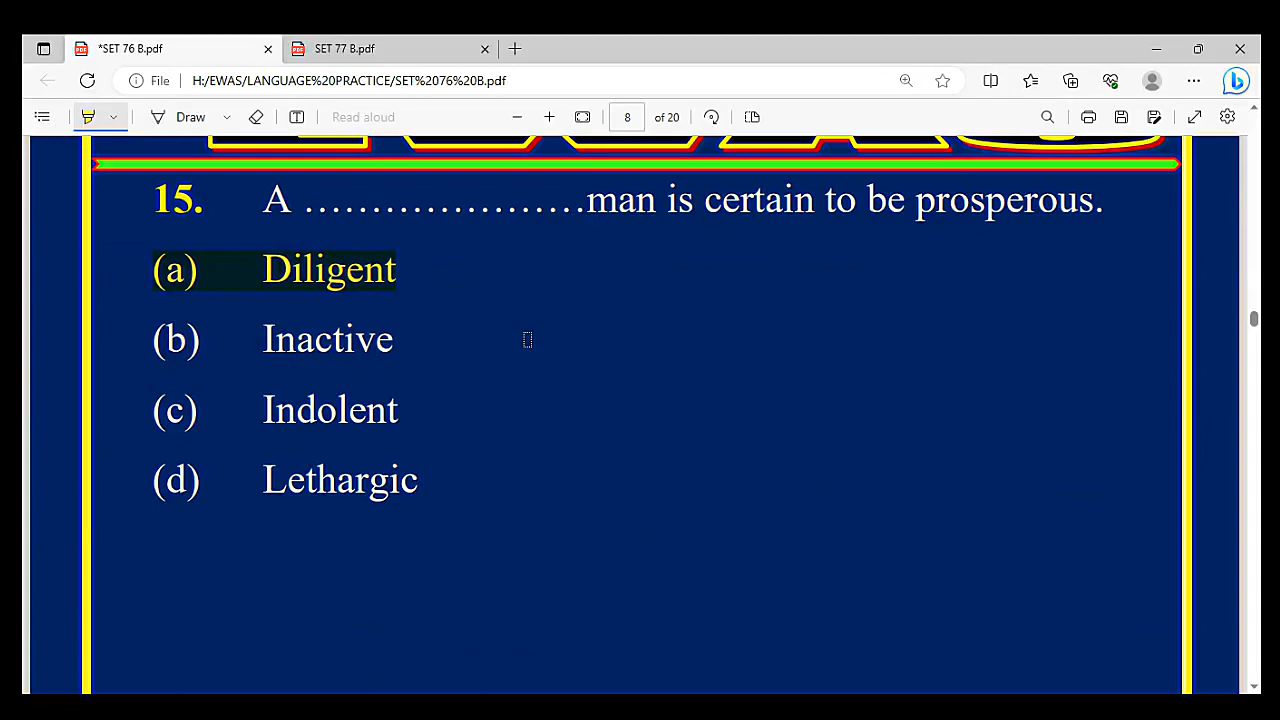 *SET 76 B.pdf
SET 77 B.pdf
File H:/EWAS/LANGUAGE%20PRACTICE/SET%2076%20B.pdf
Draw
Read aloud
8 of 20
15. A …………………man is certain to be prosperous.
(a) Diligent
(b) Inactive
(c) Indolent
(d) Lethargic